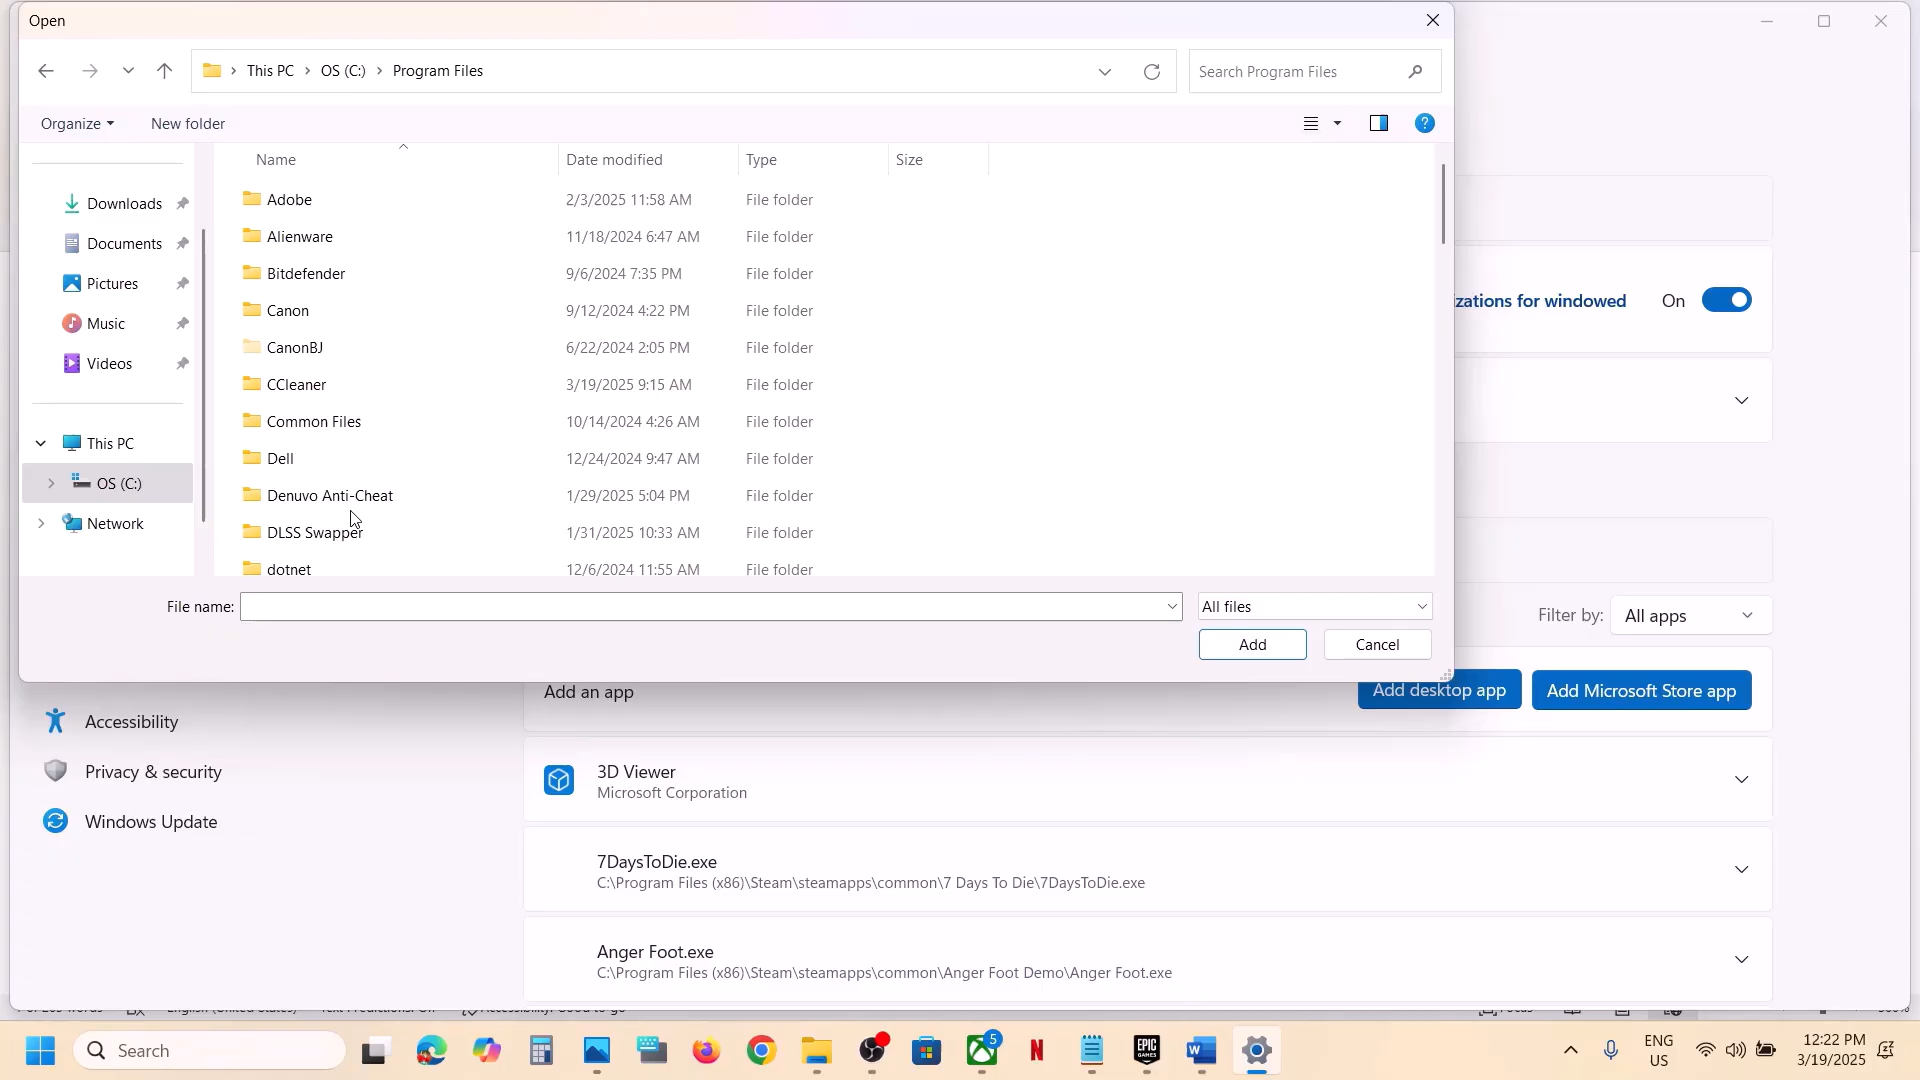 Open
This PC > OS (C:) > Program Files
Search Program Files
Organize
New folder
Name
Date modified
Type
Size
Downloads
Documents
Pictures
Music
Videos
This PC
OS (C:)
Network
Adobe 2/3/2025 11:58 AM File folder
Alienware 11/18/2024 6:47 AM File folder
Bitdefender 9/6/2024 7:35 PM File folder
Canon 9/12/2024 4:22 PM File folder
CanonBJ 6/22/2024 2:05 PM File folder
CCleaner 3/19/2025 9:15 AM File folder
Common Files 10/14/2024 4:26 AM File folder
Dell 12/24/2024 9:47 AM File folder
Denuvo Anti-Cheat 1/29/2025 5:04 PM File folder
DLSS Swapper 1/31/2025 10:33 AM File folder
dotnet 12/6/2024 11:55 AM File folder
File name:
All files
Add
Cancel
izations for windowed
On
Filter by:
All apps
Add an app
Add desktop app
Add Microsoft Store app
Accessibility
Privacy & security
Windows Update
3D Viewer
Microsoft Corporation
7DaysToDie.exe
C:\Program Files (x86)\Steam\steamapps\common\7 Days To Die\7DaysToDie.exe
Anger Foot.exe
C:\Program Files (x86)\Steam\steamapps\common\Anger Foot Demo\Anger Foot.exe
Search
5
EPIC
GAMES
N
W
ENG
US
12:22 PM
3/19/2025